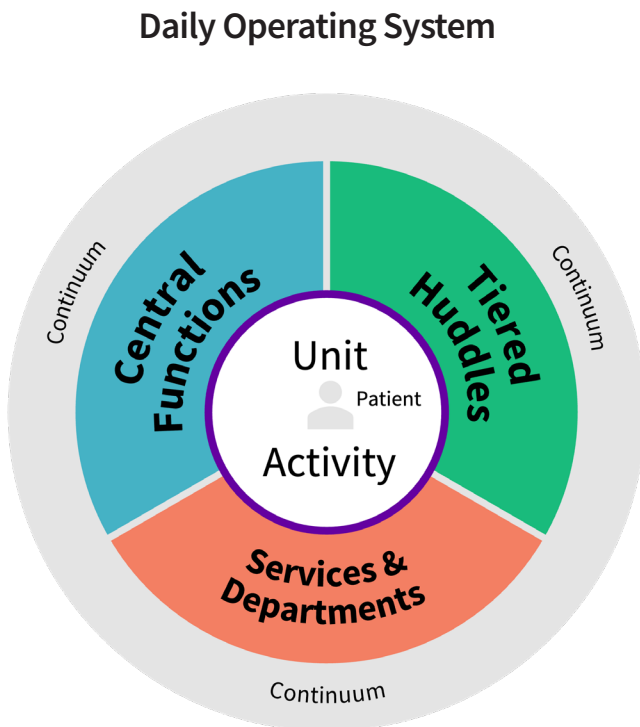 Daily Operating System
Continuum
Continuum
Central
Functions
Tiered
Huddles
Unit
Patient
Activity
Services &
Departments
Continuum